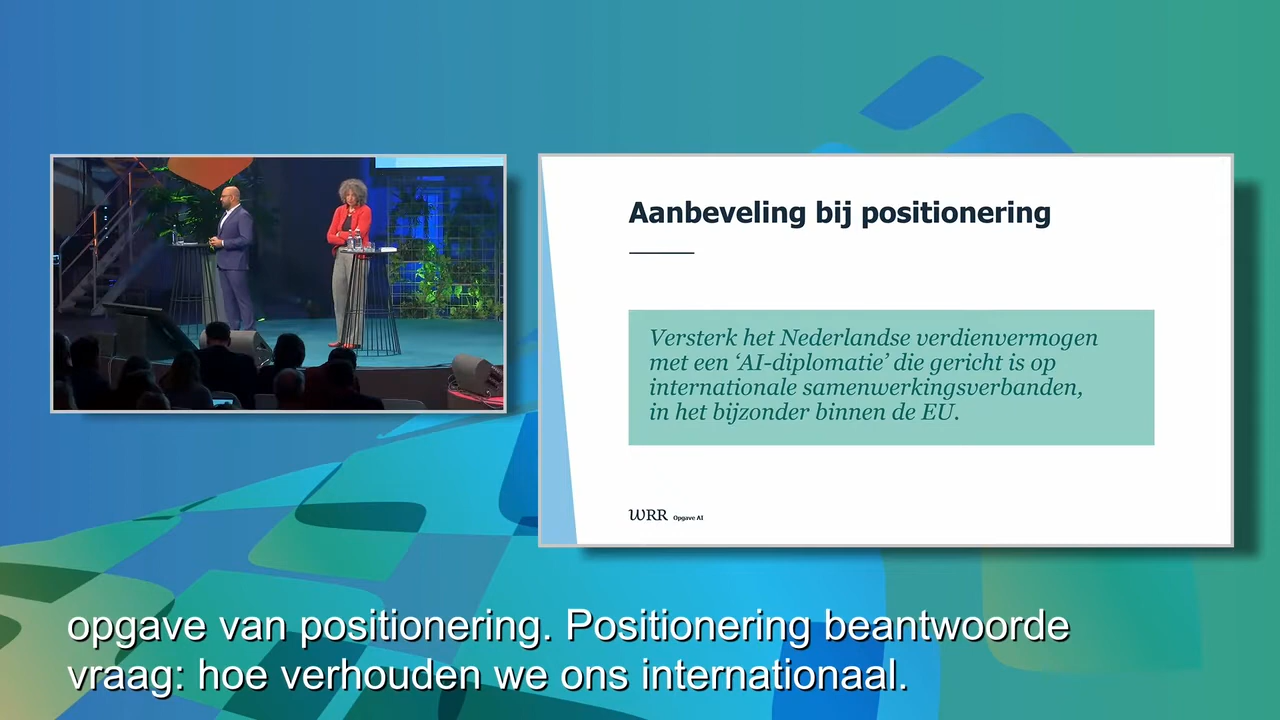 Aanbeveling bij positionering
Versterk het Nederlandse verdienvermogen
met een ‘AI-diplomatie’ die gericht is op
internationale samenwerkingsverbanden,
in het bijzonder binnen de EU.
WRR Opgave AI
opgave van positionering. Positionering beantwoorde
vraag: hoe verhouden we ons internationaal.